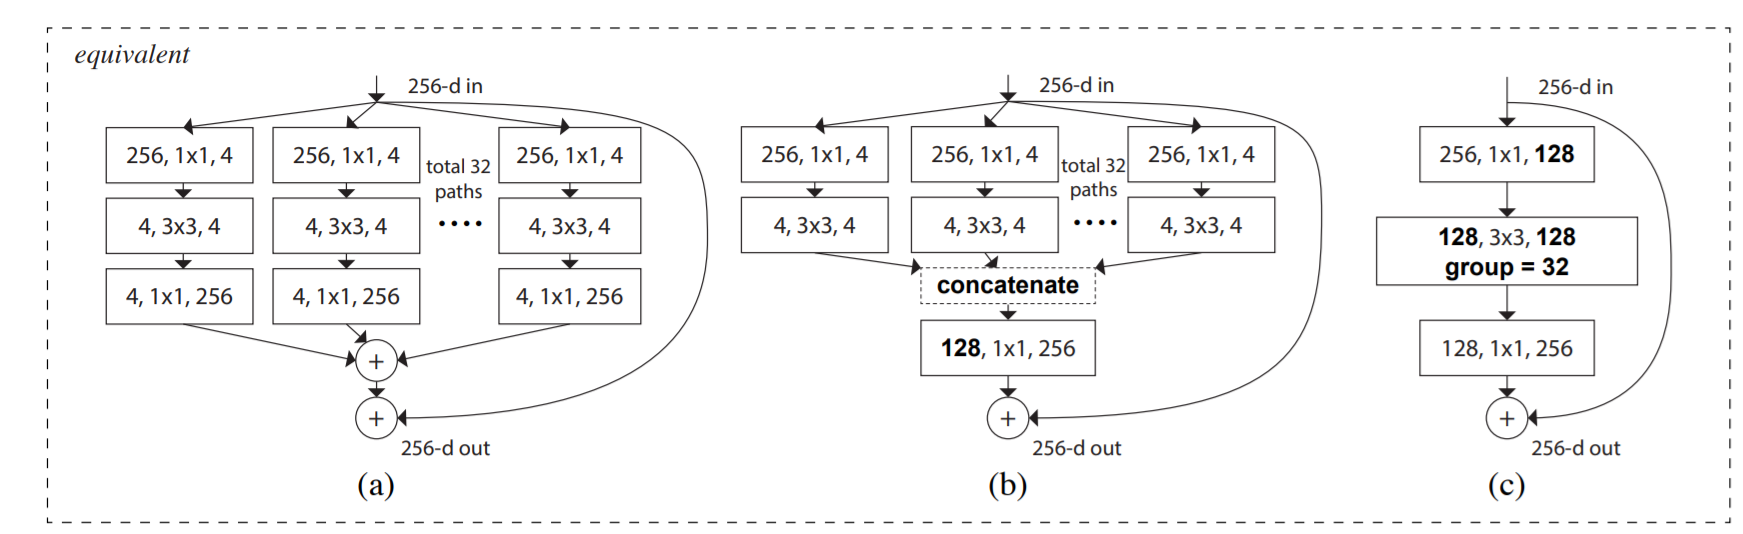 equivalent
256-d in
256, 1x1, 4
256, 1x1, 4
total 32
paths
256, 1x1, 4
4, 3x3, 4
4, 3x3, 4
....
4, 3x3, 4
4, 1x1, 256
4, 1x1, 256
4, 1x1, 256
+
+
256-d out
(a)
256-d in
256, 1x1, 4
256, 1x1, 4
total 32
paths
256, 1x1, 4
4, 3x3, 4
4, 3x3, 4
....
4, 3x3, 4
concatenate
128, 1x1, 256
+
256-d out
(b)
256-d in
256, 1x1, 128
128, 3x3, 128
group = 32
128, 1x1, 256
+
256-d out
(c)